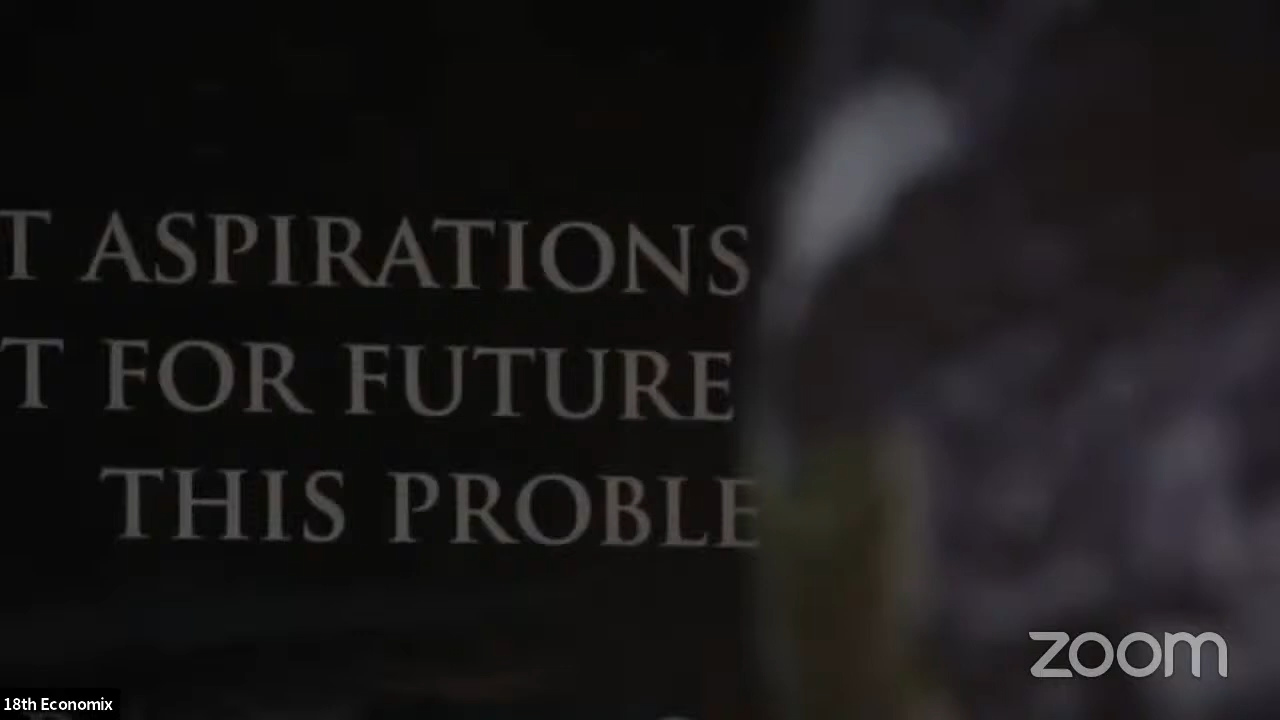 T ASPIRATIONS
T FOR FUTURE
THIS PROBLE
zoom
18th Economix